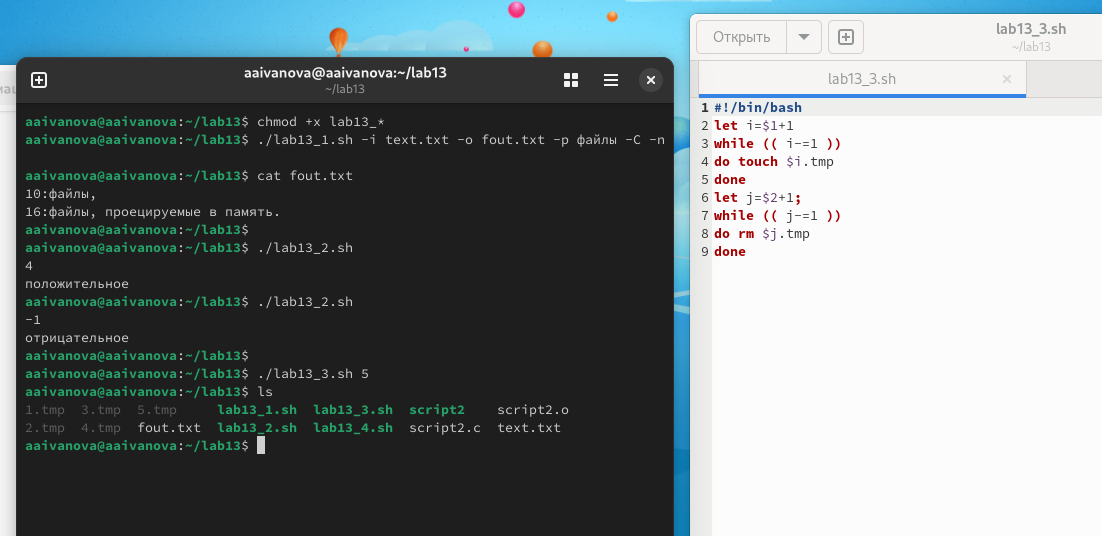 aaivanova@aaivanova:~/lab13
~/lab13
aaivanova@aaivanova:~/lab13$ chmod +x lab13_*
aaivanova@aaivanova:~/lab13$ ./lab13_1.sh -i text.txt -o fout.txt -p файлы -C -n
aaivanova@aaivanova:~/lab13$ cat fout.txt
10:файлы,
16:файлы, проецируемые в память.
aaivanova@aaivanova:~/lab13$
aaivanova@aaivanova:~/lab13$ ./lab13_2.sh
4
положительное
aaivanova@aaivanova:~/lab13$ ./lab13_2.sh
-1
отрицательное
aaivanova@aaivanova:~/lab13$
aaivanova@aaivanova:~/lab13$ ./lab13_3.sh 5
aaivanova@aaivanova:~/lab13$ ls
1.tmp 3.tmp 5.tmp lab13_1.sh lab13_3.sh script2 script2.o
2.tmp 4.tmp fout.txt lab13_2.sh lab13_4.sh script2.c text.txt
aaivanova@aaivanova:~/lab13$
Открыть
lab13_3.sh
~/lab13
lab13_3.sh
1 #!/bin/bash
2 let i=$1+1
3 while (( i-=1 ))
4 do touch $i.tmp
5 done
6 let j=$2+1;
7 while (( j-=1 ))
8 do rm $j.tmp
9 done